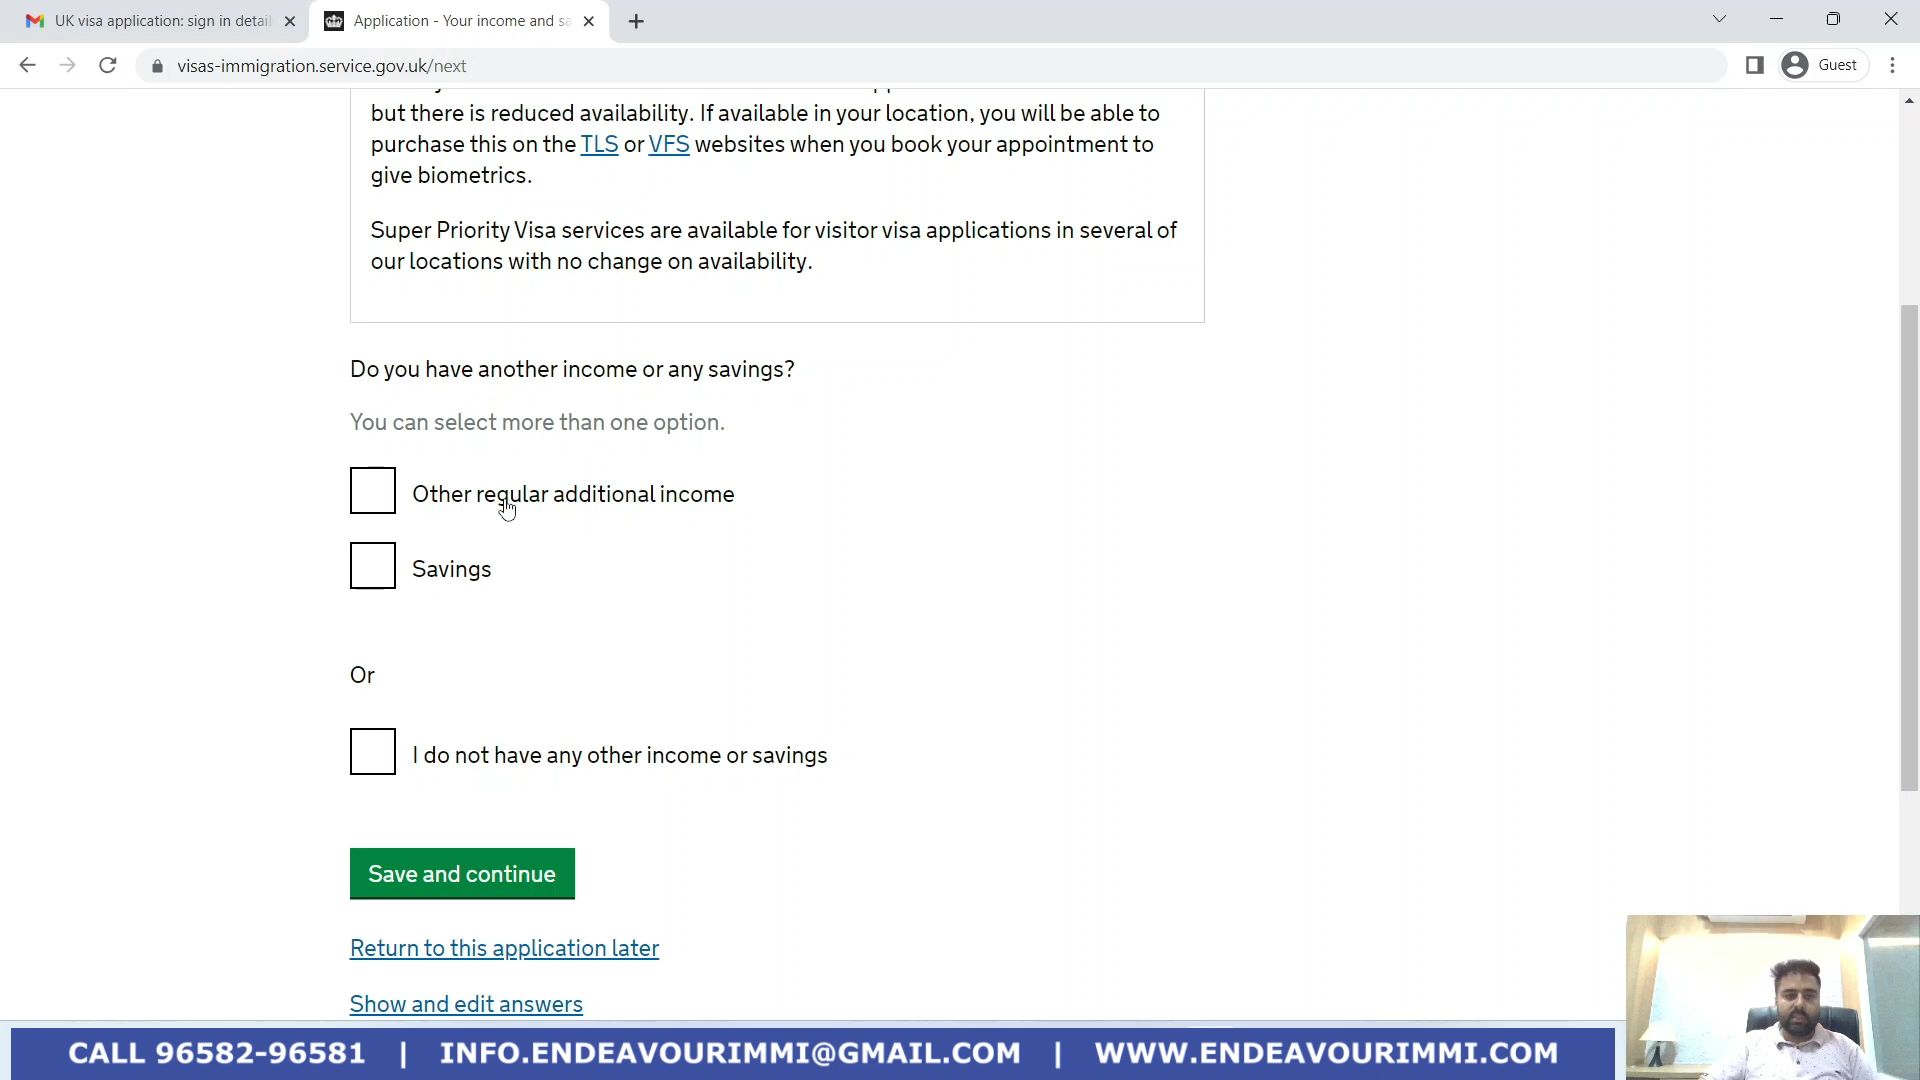 UK visa application: sign in detai
Application - Your income and sa
visas-immigration.service.gov.uk/next
Guest
but there is reduced availability. If available in your location, you will be able to
purchase this on the TLS or VFS websites when you book your appointment to
give biometrics.
Super Priority Visa services are available for visitor visa applications in several of
our locations with no change on availability.
Do you have another income or any savings?
You can select more than one option.
Other regular additional income
Savings
Or
I do not have any other income or savings
Save and continue
Return to this application later
Show and edit answers
CALL 96582-96581 | INFO.ENDEAVOURIMMI@GMAIL.COM | WWW.ENDEAVOURIMMI.COM